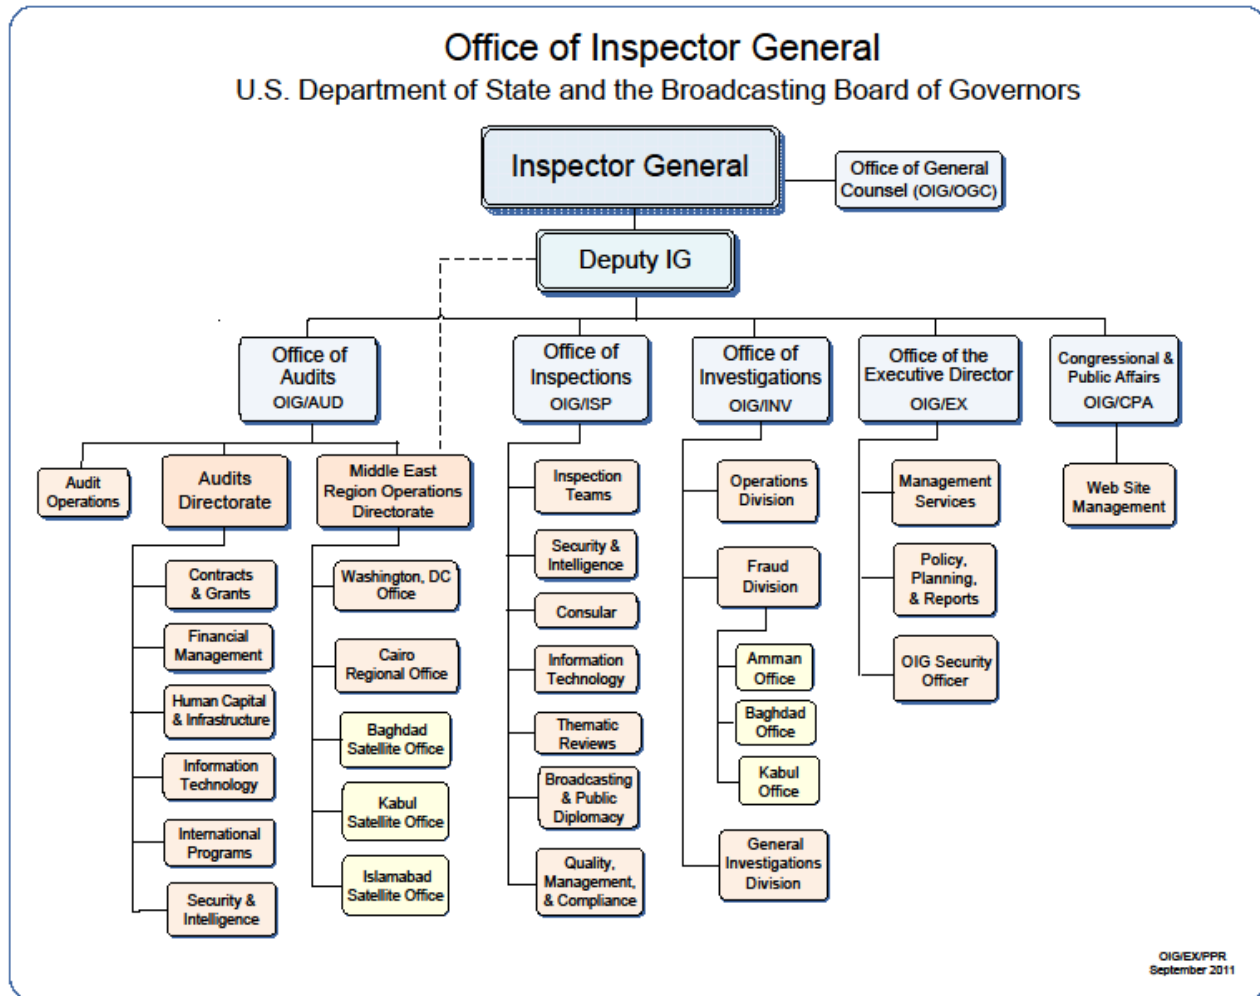 Office of Inspector General
U.S. Department of State and the Broadcasting Board of Governors
Inspector General
Office of General
Counsel (OIG/OGC)
Deputy IG
Office of
Audits
OIG/AUD
Office of
Inspections
OIG/ISP
Office of
Investigations
OIG/INV
Office of the
Executive Director
OIG/EX
Congressional &
Public Affairs
OIG/CPA
Audit
Operations
Audits
Directorate
Middle East
Region Operations
Directorate
Contracts
& Grants
Financial
Management
Human Capital
& Infrastructure
Information
Technology
International
Programs
Security &
Intelligence
Washington, DC
Office
Cairo
Regional Office
Baghdad
Satellite Office
Kabul
Satellite Office
Islamabad
Satellite Office
Inspection
Teams
Security &
Intelligence
Consular
Information
Technology
Thematic
Reviews
Broadcasting
& Public
Diplomacy
Quality,
Management,
& Compliance
Operations
Division
Fraud
Division
Amman
Office
Baghdad
Office
Kabul
Office
General
Investigations
Division
Management
Services
Policy,
Planning,
& Reports
OIG Security
Officer
Web Site
Management
OIG/EX/PPR
September 2011